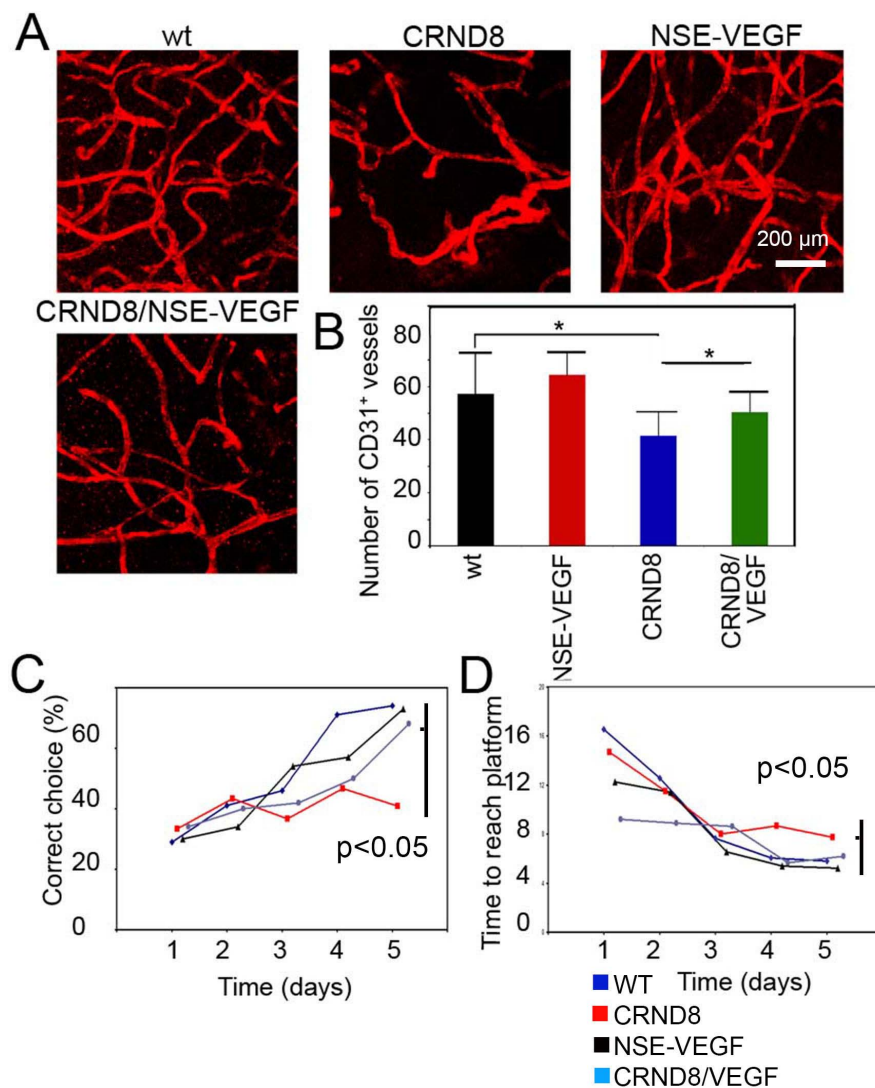 A
wt
CRND8
NSE-VEGF
200 µm
CRND8/NSE-VEGF
B
Number of CD31+ vessels
80
60
40
20
0
*
*
wt
NSE-VEGF
CRND8
CRND8/
VEGF
C
Correct choice (%)
60
40
20
0
p<0.05
1 2 3 4 5
Time (days)
D
Time to reach platform
16
12
8
4
0
p<0.05
1 2 3 4 5
Time (days)
WT
CRND8
NSE-VEGF
CRND8/VEGF